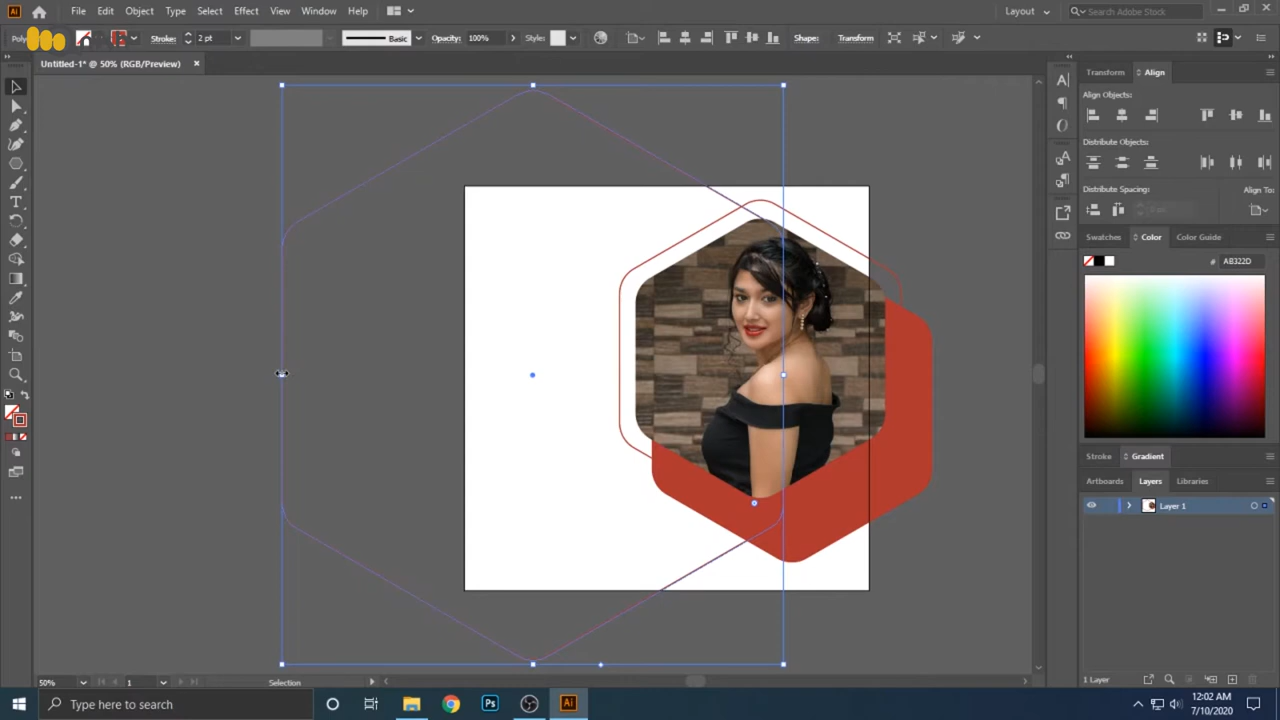 Ai File Edit Object Type Select Effect View Window Help Layout Search Adobe Stock
Stroke: 2 pt Basic Opacity: 100% Style: Shape: Transform
Untitled-1* @ 50% (RGB/Preview) ×
Transform Align
Align Objects:
Distribute Objects:
Distribute Spacing: Align To:
Swatches Color Color Guide
# AB322D
Stroke Gradient
Artboards Layers Libraries
Layer 1
50% 1 Selection 1 Layer
Type here to search Ps Ai 12:02 AM
7/10/2020